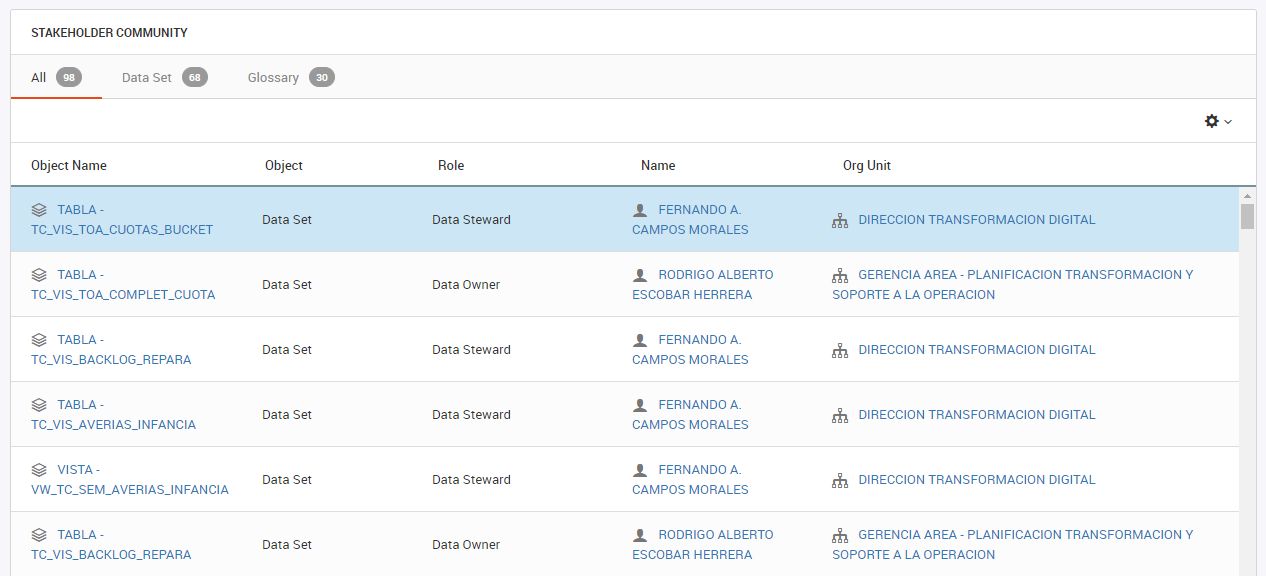 STAKEHOLDER COMMUNITY
All 98 Data Set 68 Glossary 30
Object Name Object Role Name Org Unit
TABLA -
TC_VIS_TOA_CUOTAS_BUCKET
Data Set
Data Steward
FERNANDO A.
CAMPOS MORALES
DIRECCION TRANSFORMACION DIGITAL
TABLA -
TC_VIS_TOA_COMPLET_CUOTA
Data Set
Data Owner
RODRIGO ALBERTO
ESCOBAR HERRERA
GERENCIA AREA - PLANIFICACION TRANSFORMACION Y
SOPORTE A LA OPERACION
TABLA -
TC_VIS_BACKLOG_REPARA
Data Set
Data Steward
FERNANDO A.
CAMPOS MORALES
DIRECCION TRANSFORMACION DIGITAL
TABLA -
TC_VIS_AVERIAS_INFANCIA
Data Set
Data Steward
FERNANDO A.
CAMPOS MORALES
DIRECCION TRANSFORMACION DIGITAL
VISTA -
VW_TC_SEM_AVERIAS_INFANCIA
Data Set
Data Steward
FERNANDO A.
CAMPOS MORALES
DIRECCION TRANSFORMACION DIGITAL
TABLA -
TC_VIS_BACKLOG_REPARA
Data Set
Data Owner
RODRIGO ALBERTO
ESCOBAR HERRERA
GERENCIA AREA - PLANIFICACION TRANSFORMACION Y
SOPORTE A LA OPERACION